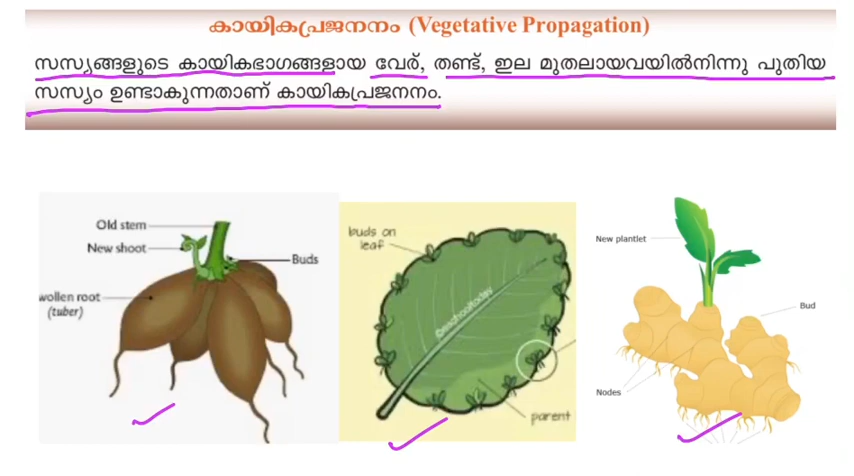 കായികപ്രജനനം (Vegetative Propagation)
സസ്യങ്ങളുടെ കായികഭാഗങ്ങളായ വേര്, തണ്ട്, ഇല മുതലായവയിൽനിന്നു പുതിയ
സസ്യം ഉണ്ടാകുന്നതാണ് കായികപ്രജനനം.
Old stem
New shoot
Buds
wollen root
(tuber)
buds on
leaf
parent
New plantlet
Bud
Nodes